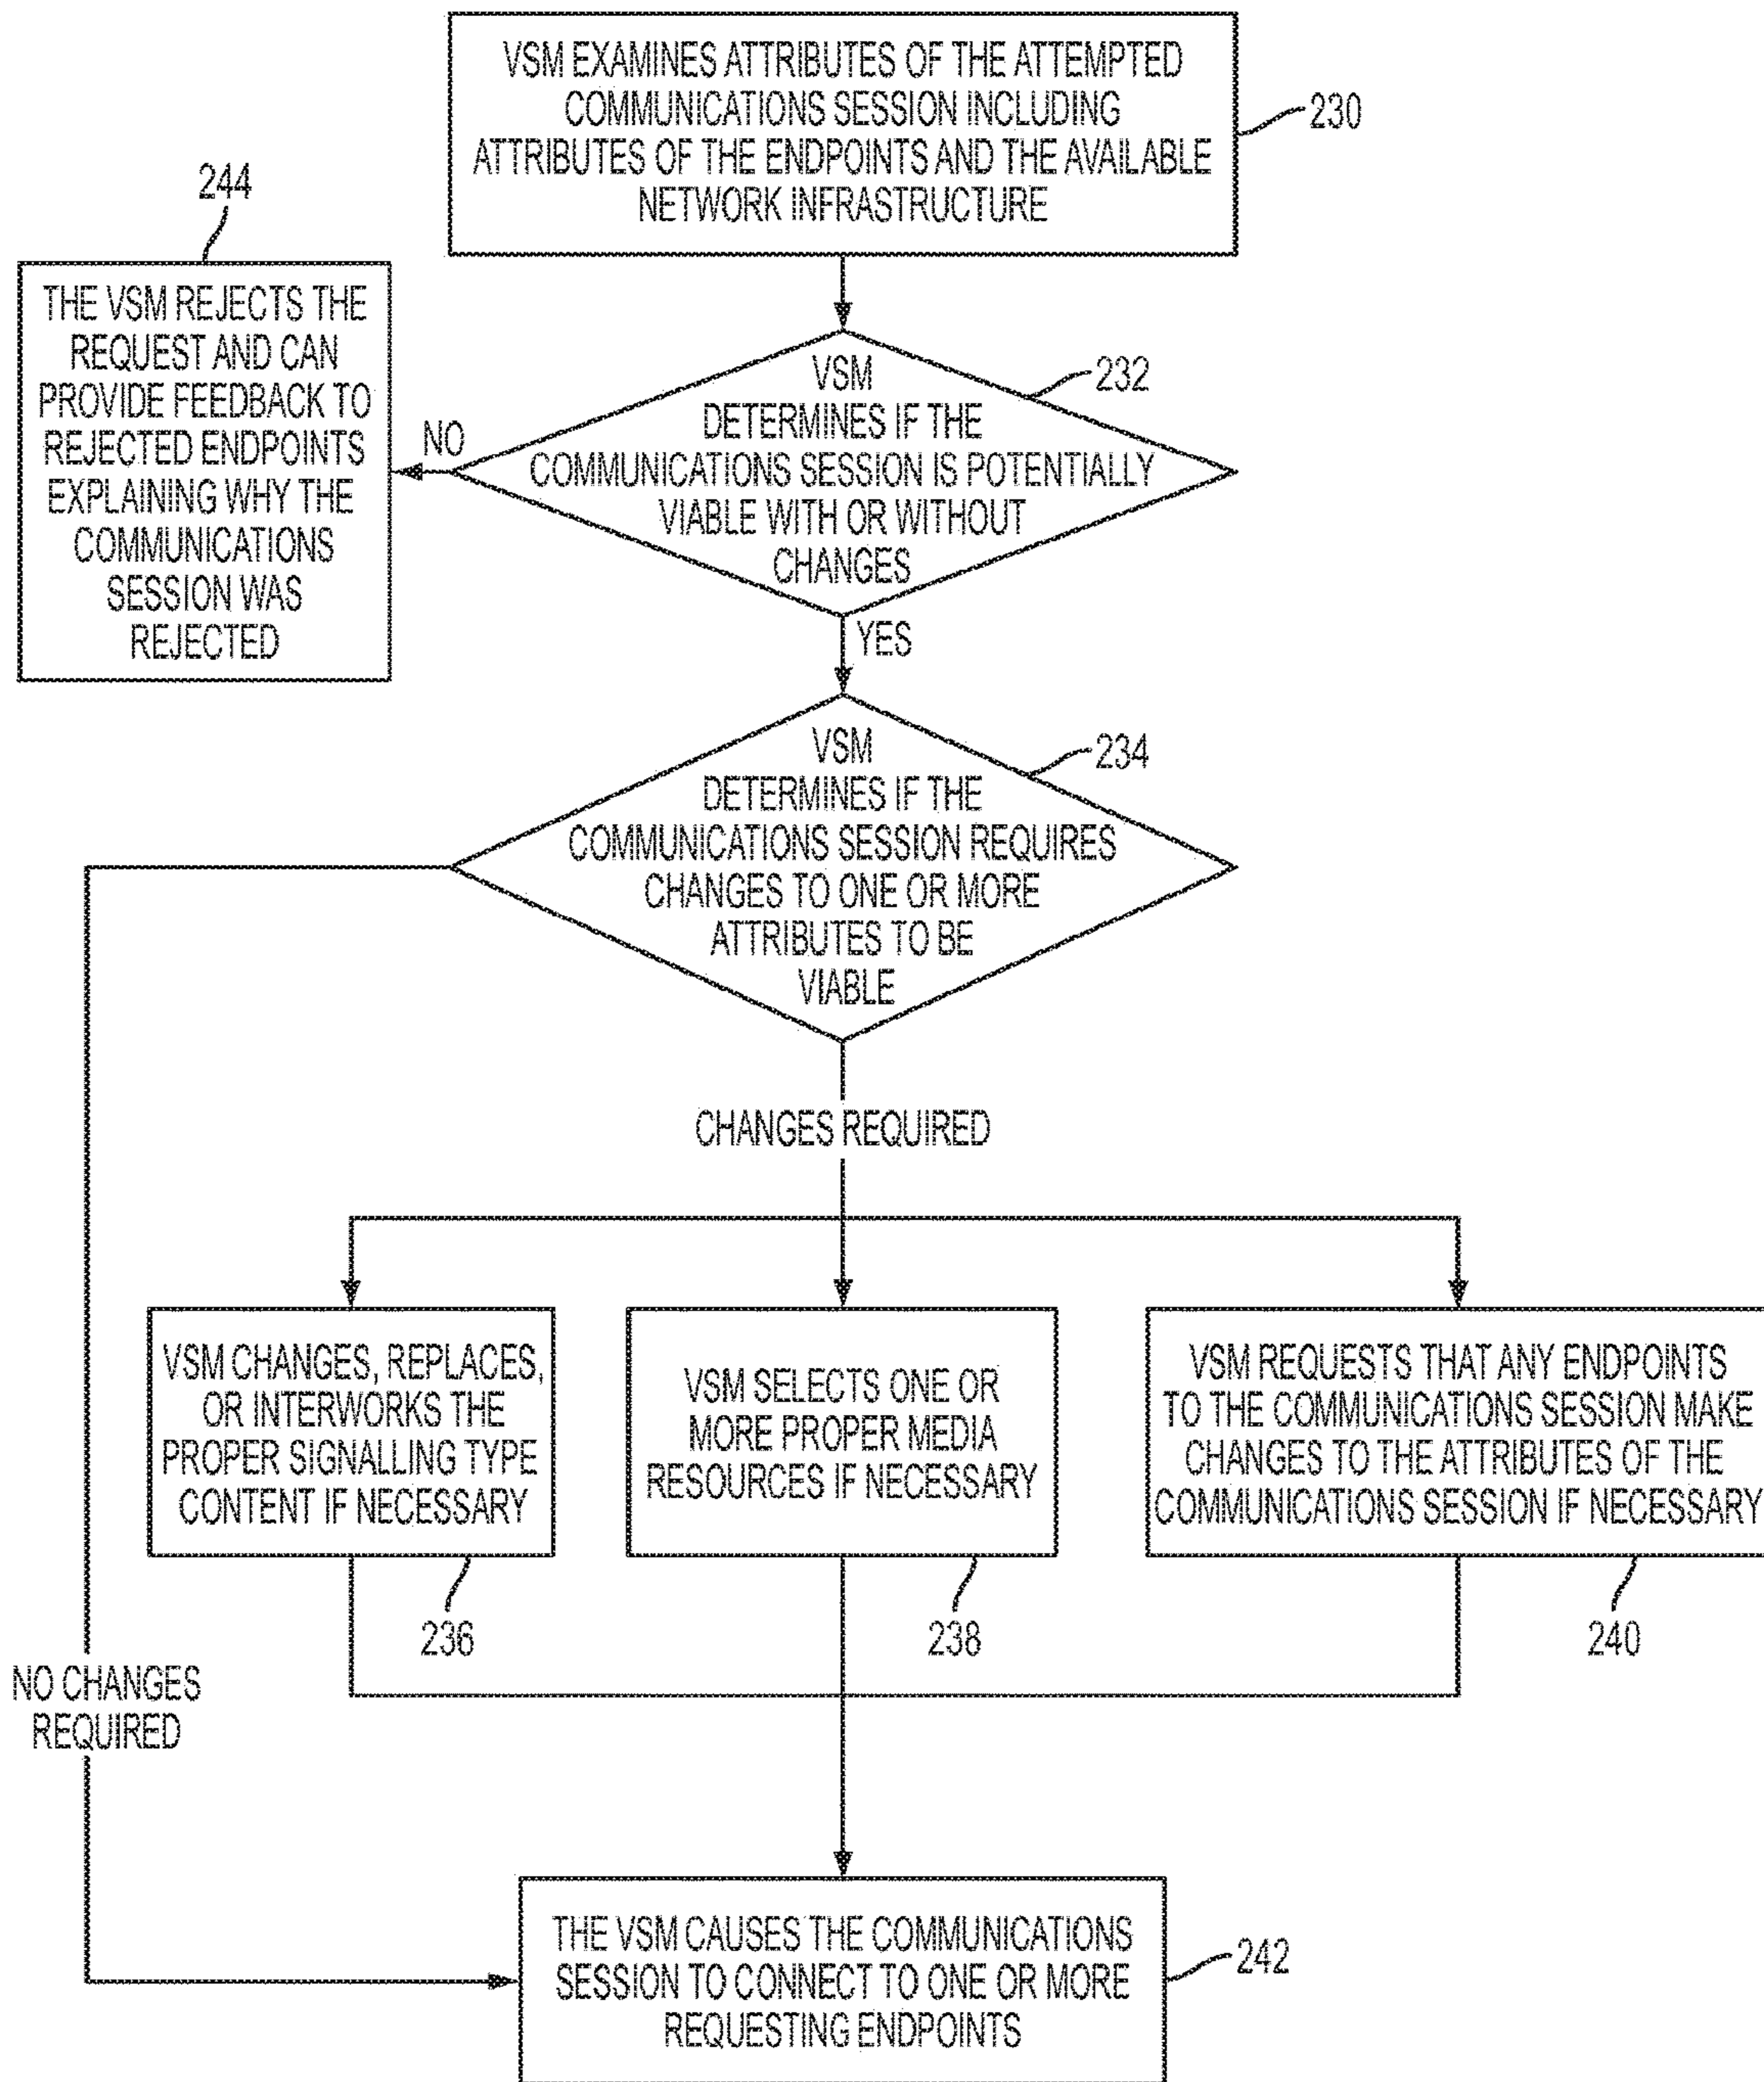 VSM EXAMINES ATTRIBUTES OF THE ATTEMPTED
COMMUNICATIONS SESSION INCLUDING
ATTRIBUTES OF THE ENDPOINTS AND THE AVAILABLE
NETWORK INFRASTRUCTURE
230
244
THE VSM REJECTS THE
REQUEST AND CAN
PROVIDE FEEDBACK TO
REJECTED ENDPOINTS
EXPLAINING WHY THE
COMMUNICATIONS
SESSION WAS
REJECTED
NO
VSM
DETERMINES IF THE
COMMUNICATIONS SESSION IS POTENTIALLY
VIABLE WITH OR WITHOUT
CHANGES
232
YES
VSM
DETERMINES IF THE
COMMUNICATIONS SESSION REQUIRES
CHANGES TO ONE OR MORE
ATTRIBUTES TO BE
VIABLE
234
CHANGES REQUIRED
VSM CHANGES, REPLACES,
OR INTERWORKS THE
PROPER SIGNALLING TYPE
CONTENT IF NECESSARY
236
VSM SELECTS ONE OR
MORE PROPER MEDIA
RESOURCES IF NECESSARY
238
VSM REQUESTS THAT ANY ENDPOINTS
TO THE COMMUNICATIONS SESSION MAKE
CHANGES TO THE ATTRIBUTES OF THE
COMMUNICATIONS SESSION IF NECESSARY
240
NO CHANGES
REQUIRED
THE VSM CAUSES THE COMMUNICATIONS
SESSION TO CONNECT TO ONE OR MORE
REQUESTING ENDPOINTS
242